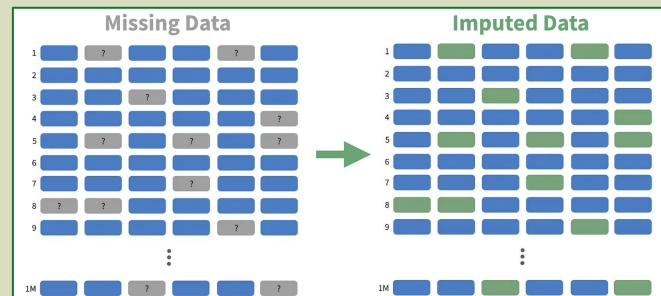 Missing Data
Imputed Data
1 ? ?
2
3 ?
4 ?
5 ? ? ?
6
7 ?
8 ? ?
9 ?
1M ? ?
1
2
3
4
5
6
7
8
9
1M